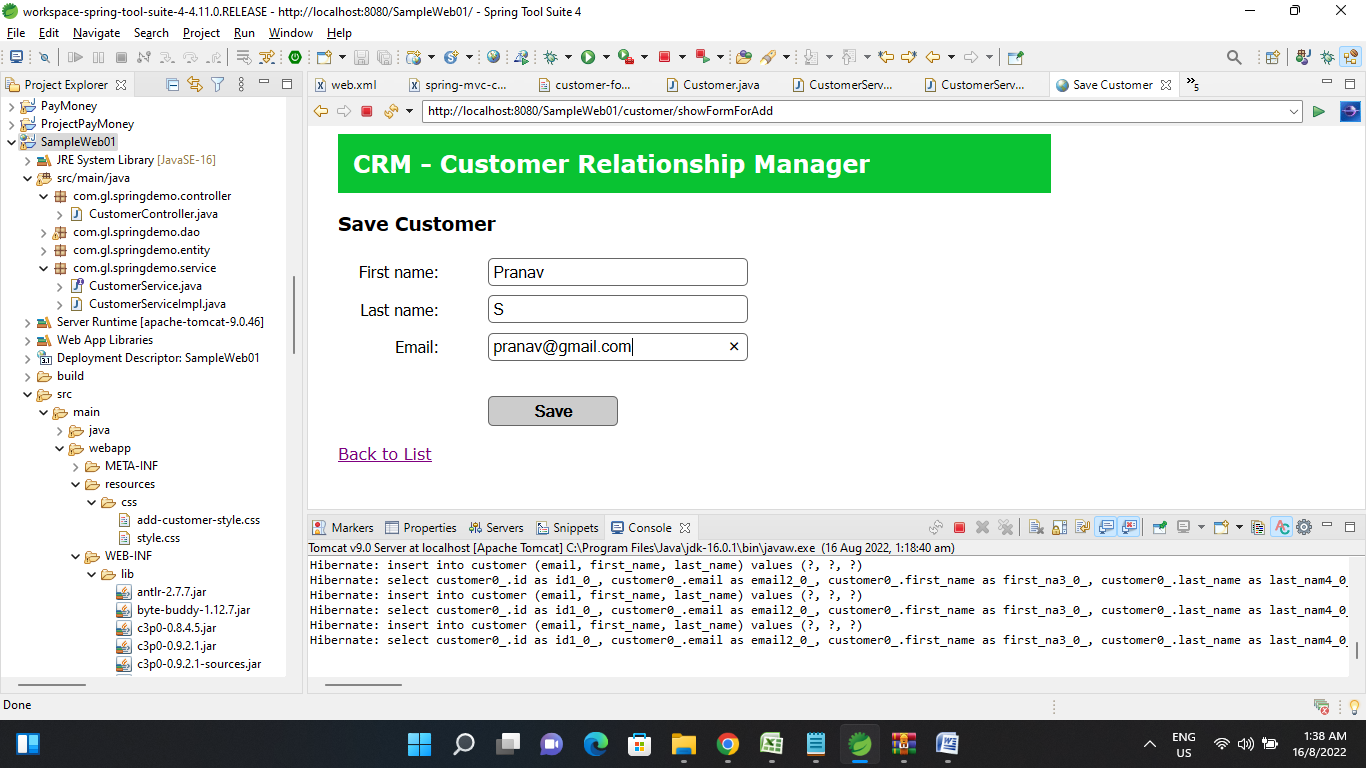 workspace-spring-tool-suite-4-4.11.0.RELEASE - http://localhost:8080/SampleWeb01/ - Spring Tool Suite 4
File Edit Navigate Search Project Run Window Help
Project Explorer
web.xml spring-mvc-c... customer-fo... Customer.java CustomerServ... CustomerServ... Save Customer »5
http://localhost:8080/SampleWeb01/customer/showFormForAdd
PayMoney
ProjectPayMoney
SampleWeb01
JRE System Library [JavaSE-16]
src/main/java
com.gl.springdemo.controller
CustomerController.java
com.gl.springdemo.dao
com.gl.springdemo.entity
com.gl.springdemo.service
CustomerService.java
CustomerServiceImpl.java
Server Runtime [apache-tomcat-9.0.46]
Web App Libraries
Deployment Descriptor: SampleWeb01
build
src
main
java
webapp
META-INF
resources
css
add-customer-style.css
style.css
WEB-INF
lib
antlr-2.7.7.jar
byte-buddy-1.12.7.jar
c3p0-0.8.4.5.jar
c3p0-0.9.2.1.jar
c3p0-0.9.2.1-sources.jar
CRM - Customer Relationship Manager
Save Customer
First name: Pranav
Last name: S
Email: pranav@gmail.com
Save
Back to List
Markers Properties Servers Snippets Console
Tomcat v9.0 Server at localhost [Apache Tomcat] C:\Program Files\Java\jdk-16.0.1\bin\javaw.exe (16 Aug 2022, 1:18:40 am)
Hibernate: insert into customer (email, first_name, last_name) values (?, ?, ?)
Hibernate: select customer0_.id as id1_0_, customer0_.email as email2_0_, customer0_.first_name as first_na3_0_, customer0_.last_name as last_nam4_0_
Hibernate: insert into customer (email, first_name, last_name) values (?, ?, ?)
Hibernate: select customer0_.id as id1_0_, customer0_.email as email2_0_, customer0_.first_name as first_na3_0_, customer0_.last_name as last_nam4_0_
Hibernate: insert into customer (email, first_name, last_name) values (?, ?, ?)
Hibernate: select customer0_.id as id1_0_, customer0_.email as email2_0_, customer0_.first_name as first_na3_0_, customer0_.last_name as last_nam4_0_
Done
ENG
US
1:38 AM
16/8/2022